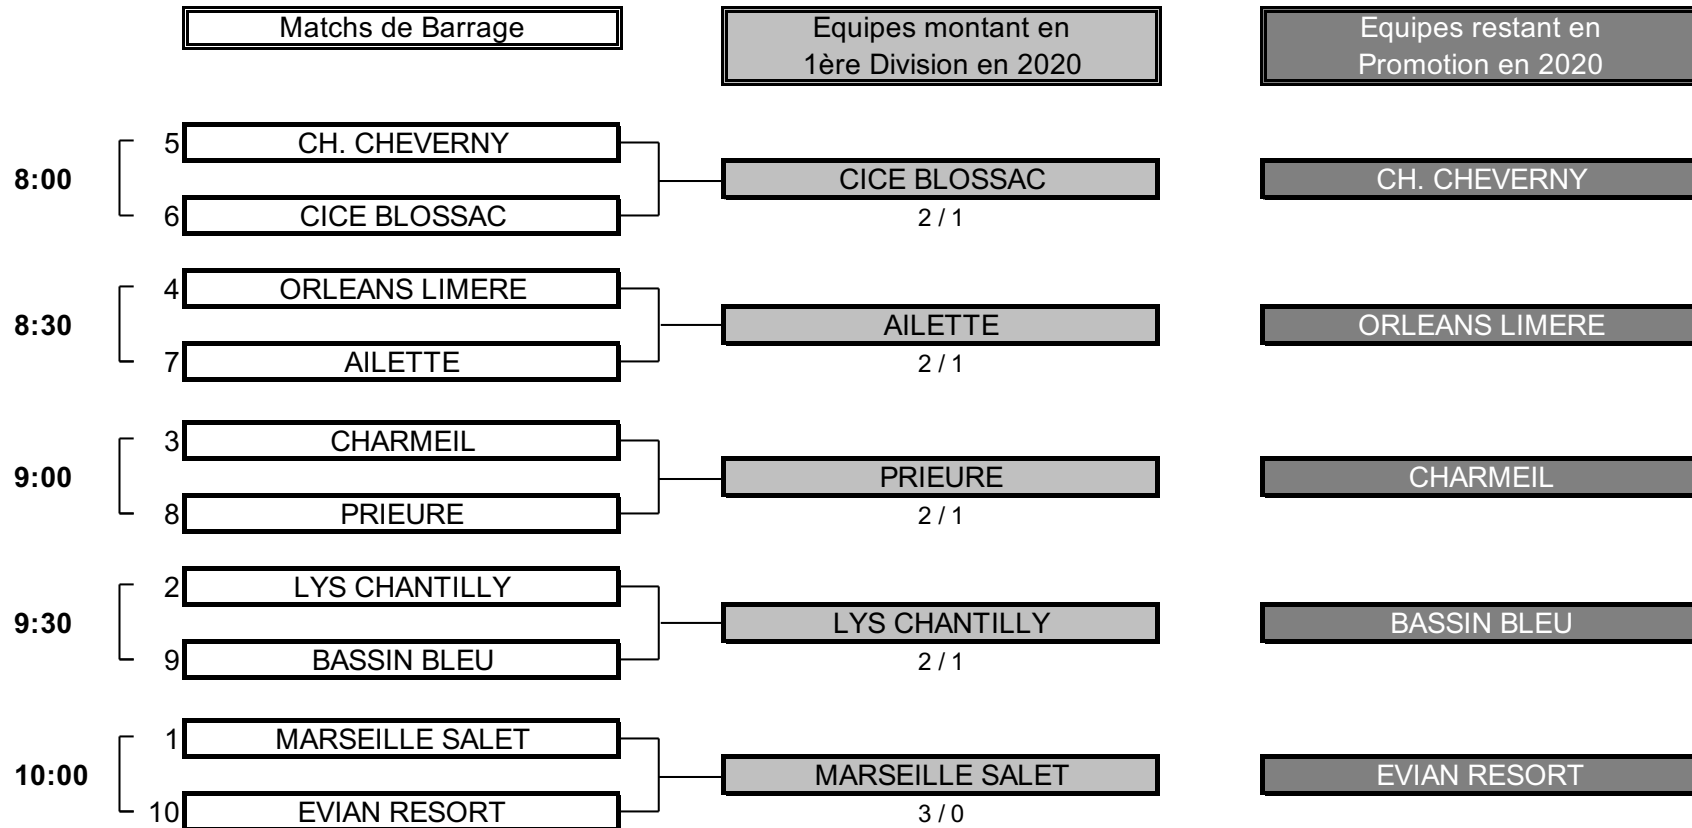 Matchs de Barrage
Equipes montant en
1ère Division en 2020
Equipes restant en
Promotion en 2020
8:00
5 CH. CHEVERNY
6 CICE BLOSSAC
CICE BLOSSAC
2 / 1
CH. CHEVERNY
8:30
4 ORLEANS LIMERE
7 AILETTE
AILETTE
2 / 1
ORLEANS LIMERE
9:00
3 CHARMEIL
8 PRIEURE
PRIEURE
2 / 1
CHARMEIL
9:30
2 LYS CHANTILLY
9 BASSIN BLEU
LYS CHANTILLY
2 / 1
BASSIN BLEU
10:00
1 MARSEILLE SALET
10 EVIAN RESORT
MARSEILLE SALET
3 / 0
EVIAN RESORT